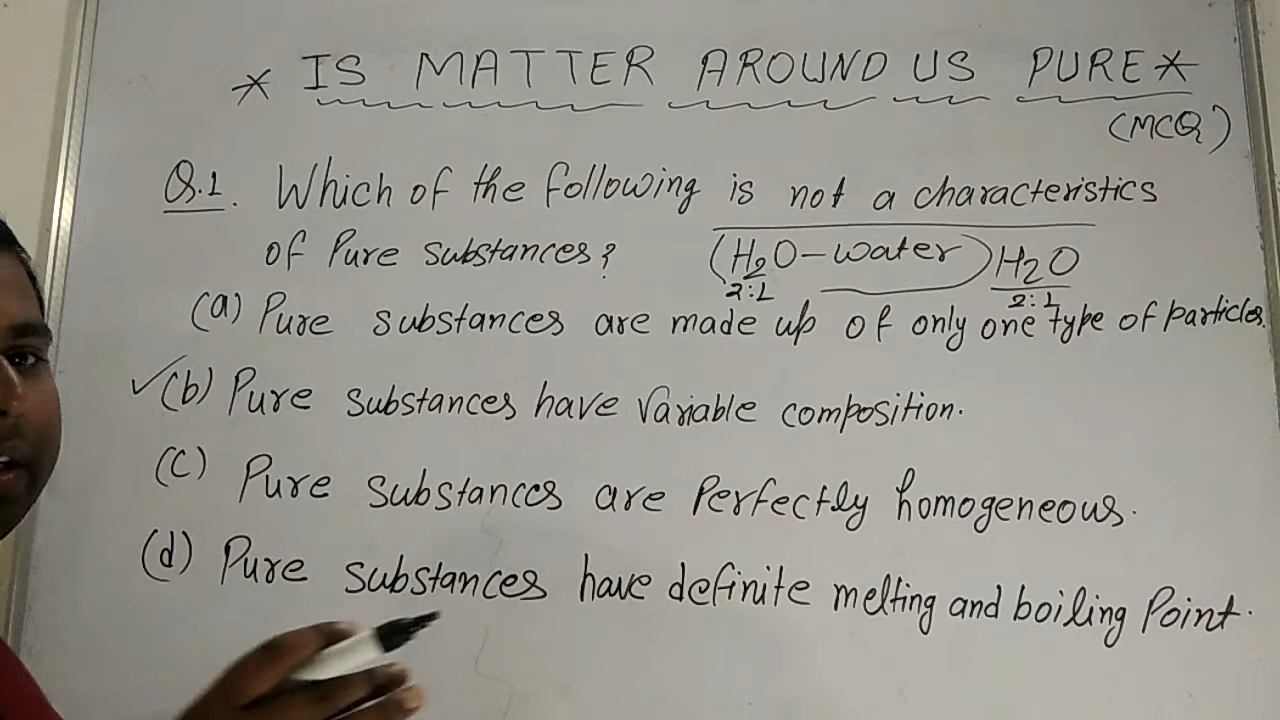 * IS MATTER AROUND US PURE *
(MCQ)
Q.1. Which of the following is not a characteristics
of Pure substances? (H₂O – water) H₂O
2:1 2:1
(a) Pure substances are made up of only one type of particles.
✓(b) Pure substances have variable composition.
(c) Pure substances are Perfectly homogeneous.
(d) Pure substances have definite melting and boiling Point.